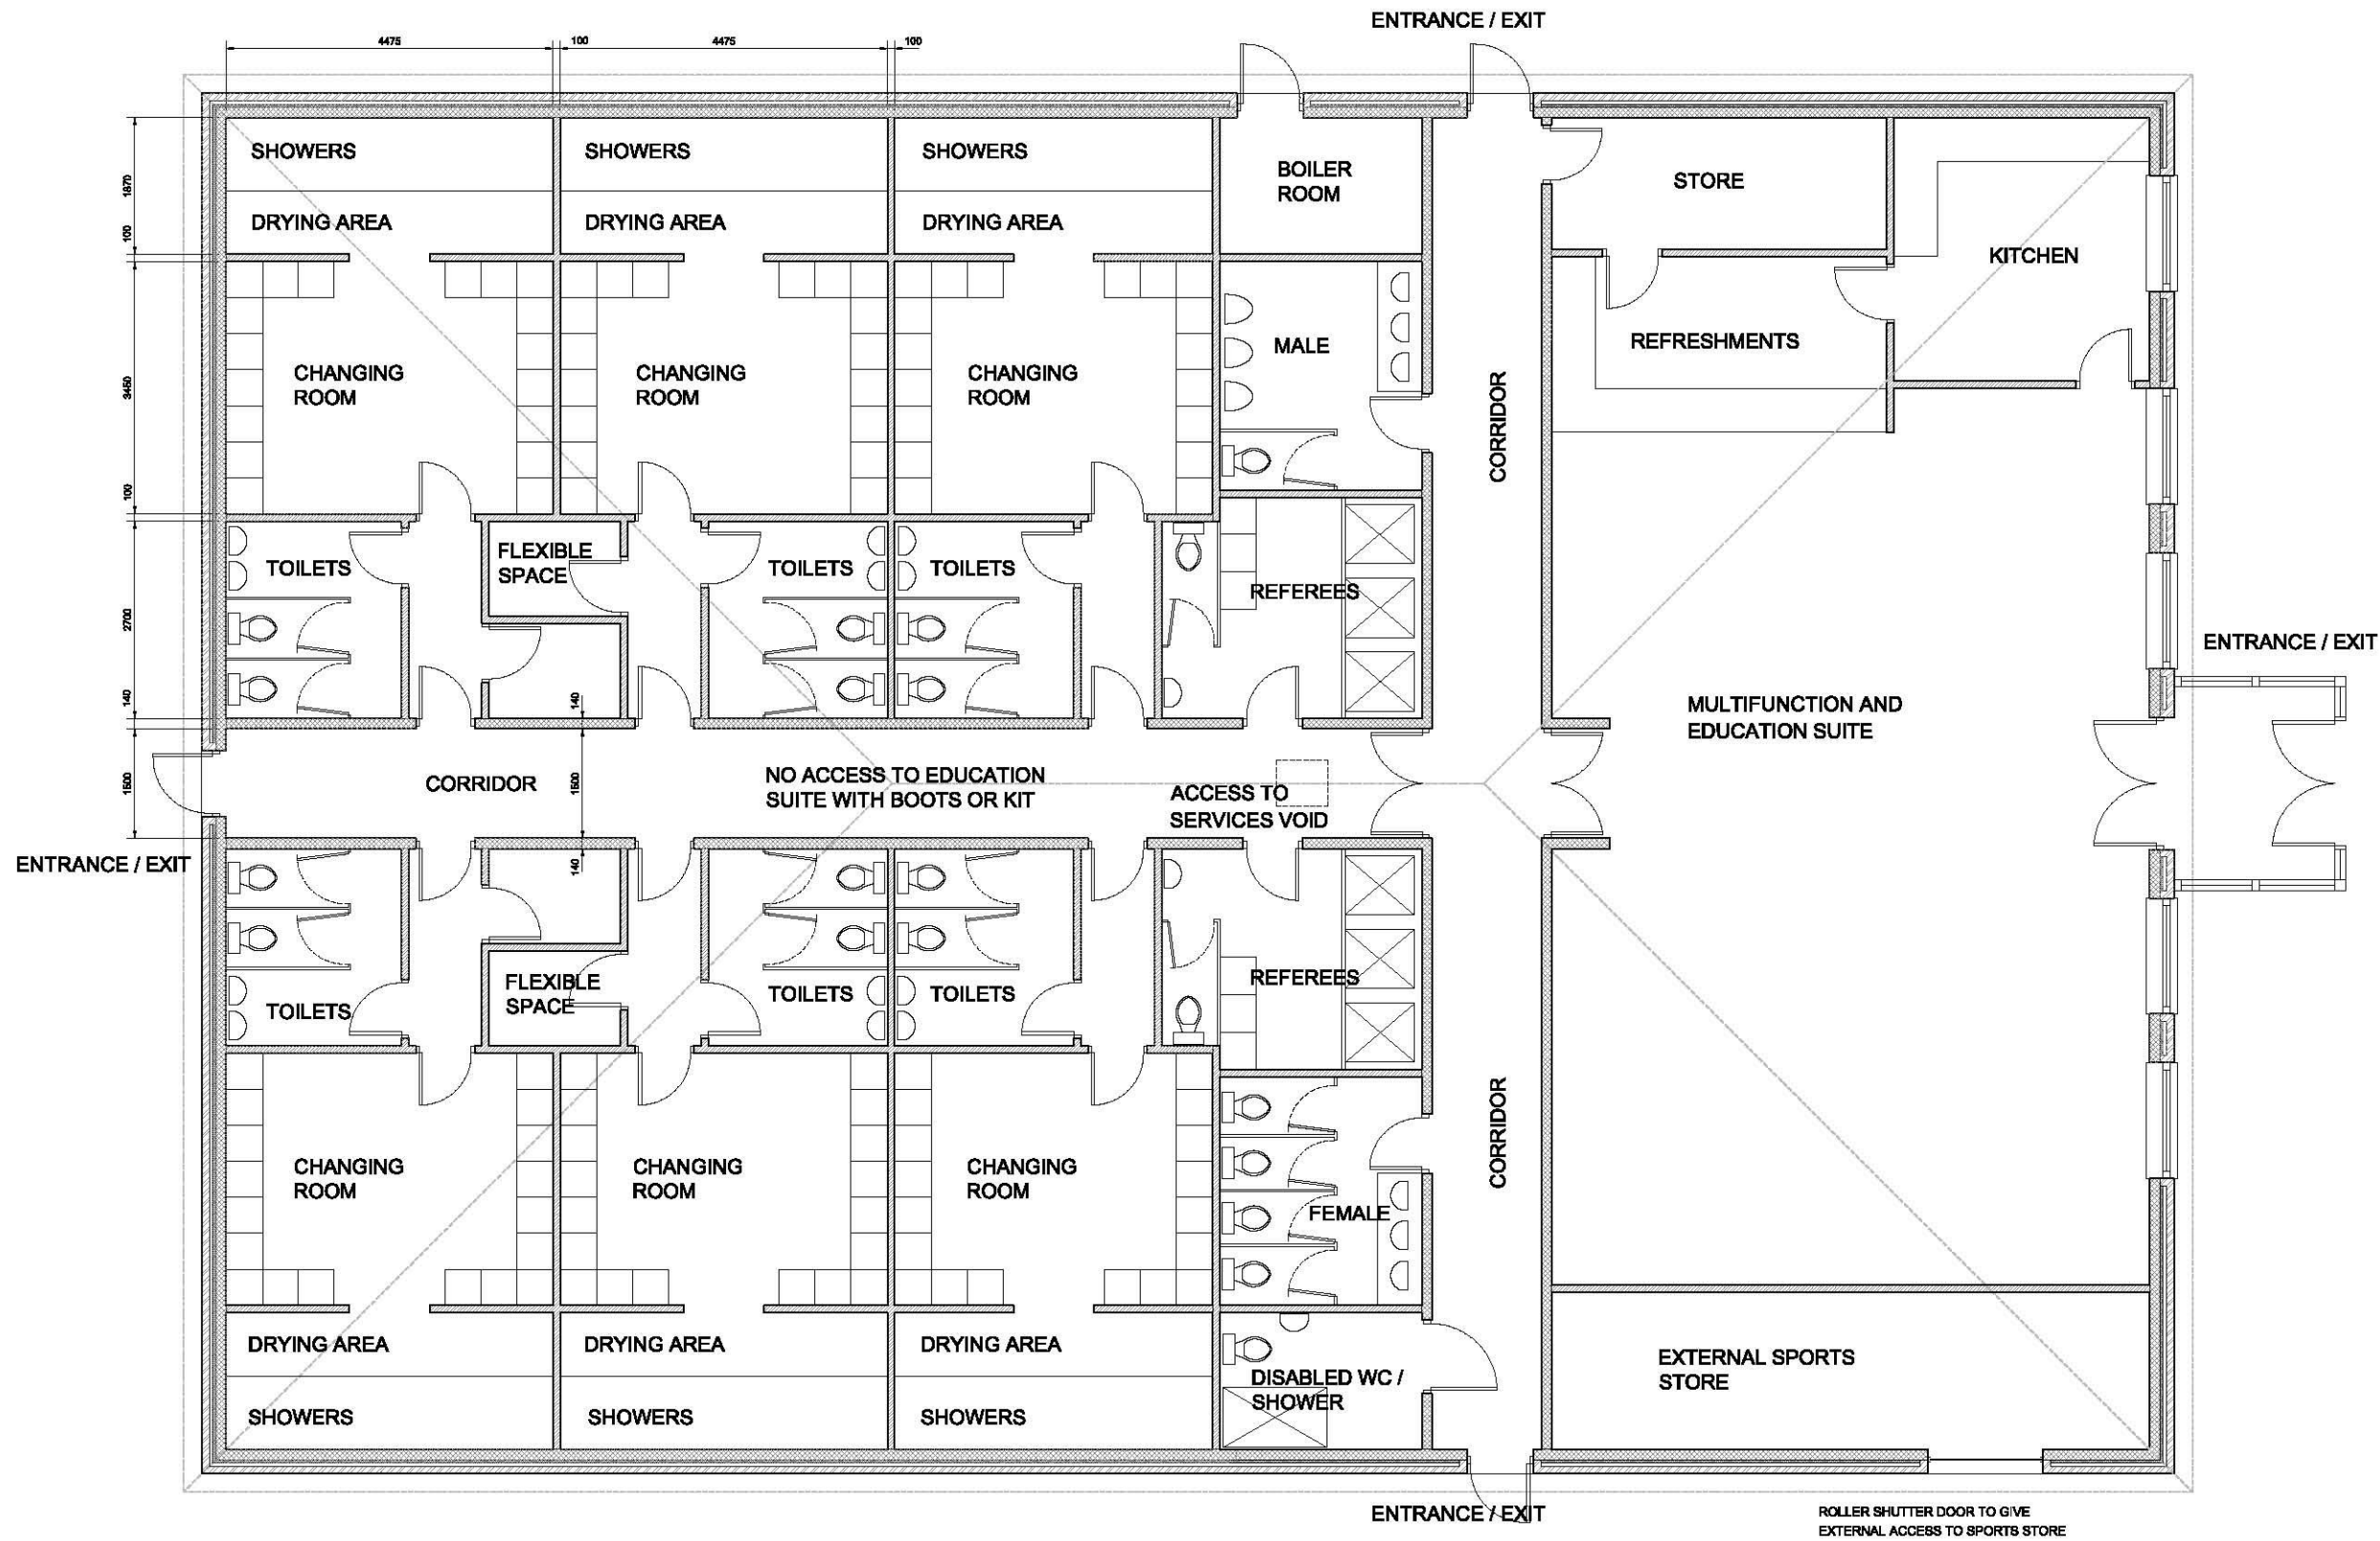 ENTRANCE / EXIT
4475
100
4475
100
SHOWERS
SHOWERS
SHOWERS
BOILER
ROOM
STORE
1870
DRYING AREA
DRYING AREA
DRYING AREA
100
KITCHEN
MALE
REFRESHMENTS
CHANGING
ROOM
CHANGING
ROOM
CHANGING
ROOM
3450
CORRIDOR
100
FLEXIBLE
SPACE
TOILETS
TOILETS
TOILETS
REFEREES
2700
ENTRANCE / EXIT
140
140
MULTIFUNCTION AND
EDUCATION SUITE
1500
CORRIDOR
1500
NO ACCESS TO EDUCATION
SUITE WITH BOOTS OR KIT
ACCESS TO
SERVICES VOID
ENTRANCE / EXIT
140
FLEXIBLE
SPACE
TOILETS
TOILETS
TOILETS
REFEREES
CORRIDOR
CHANGING
ROOM
CHANGING
ROOM
CHANGING
ROOM
FEMALE
DRYING AREA
DRYING AREA
DRYING AREA
EXTERNAL SPORTS
STORE
DISABLED WC /
SHOWER
SHOWERS
SHOWERS
SHOWERS
ENTRANCE / EXIT
ROLLER SHUTTER DOOR TO GIVE
EXTERNAL ACCESS TO SPORTS STORE